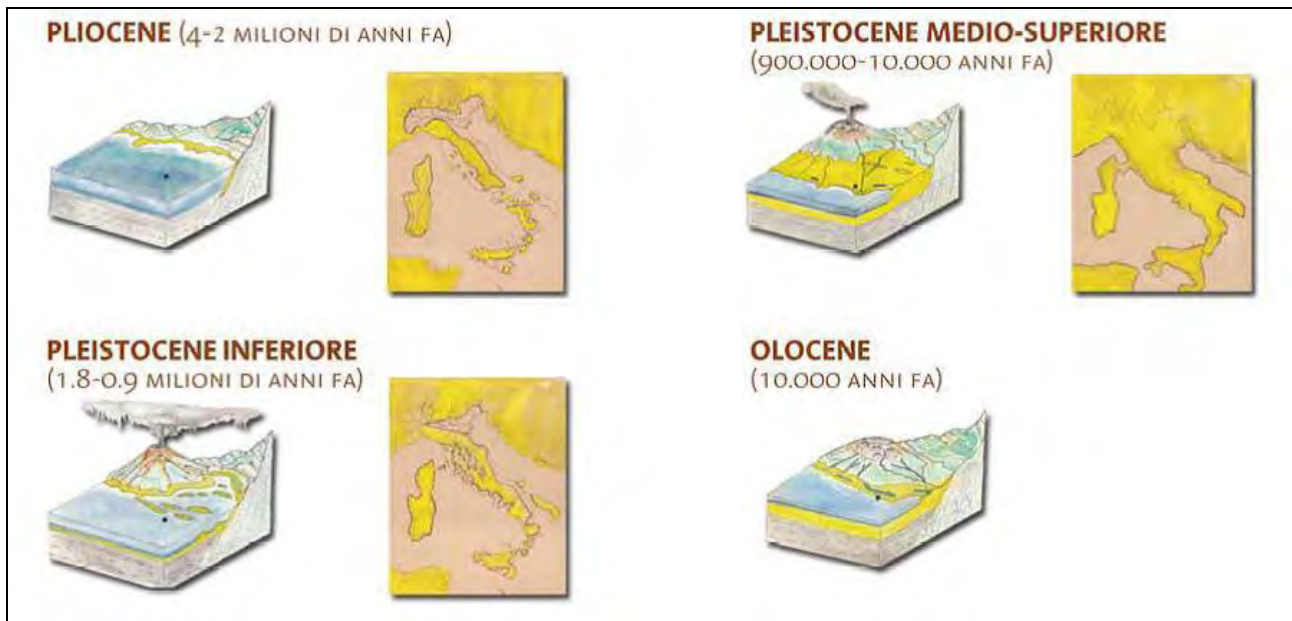 PLIOCENE (4-2 MILIONI DI ANNI FA)
PLEISTOCENE INFERIORE
(1.8-0.9 MILIONI DI ANNI FA)
PLEISTOCENE MEDIO-SUPERIORE
(900.000-10.000 ANNI FA)
OLOCENE
(10.000 ANNI FA)